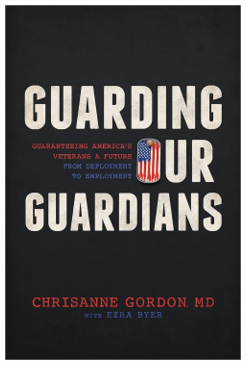 GUARDING
GUARANTEEING AMERICA'S
VETERANS A FUTURE
FROM DEPLOYMENT
TO EMPLOYMENT
OUR
GUARDIANS
CHRISANNE GORDON, MD
WITH EZRA BYER